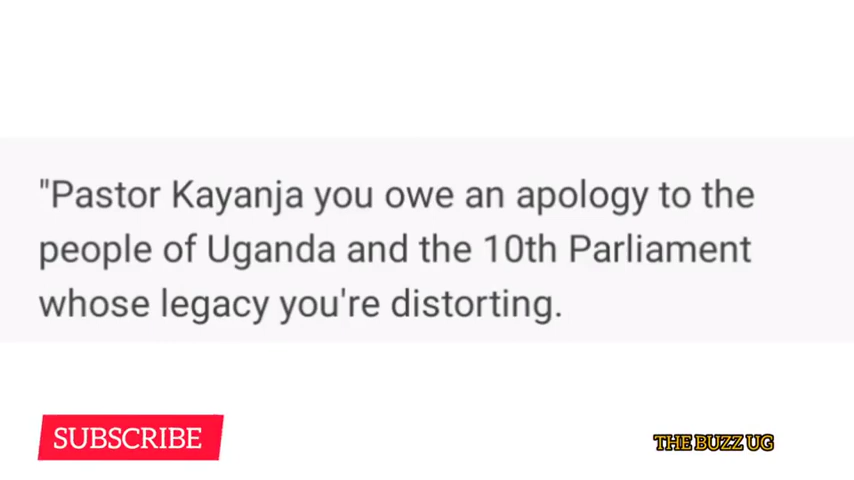 "Pastor Kayanja you owe an apology to the
people of Uganda and the 10th Parliament
whose legacy you're distorting.
SUBSCRIBE
THE BUZZ UG